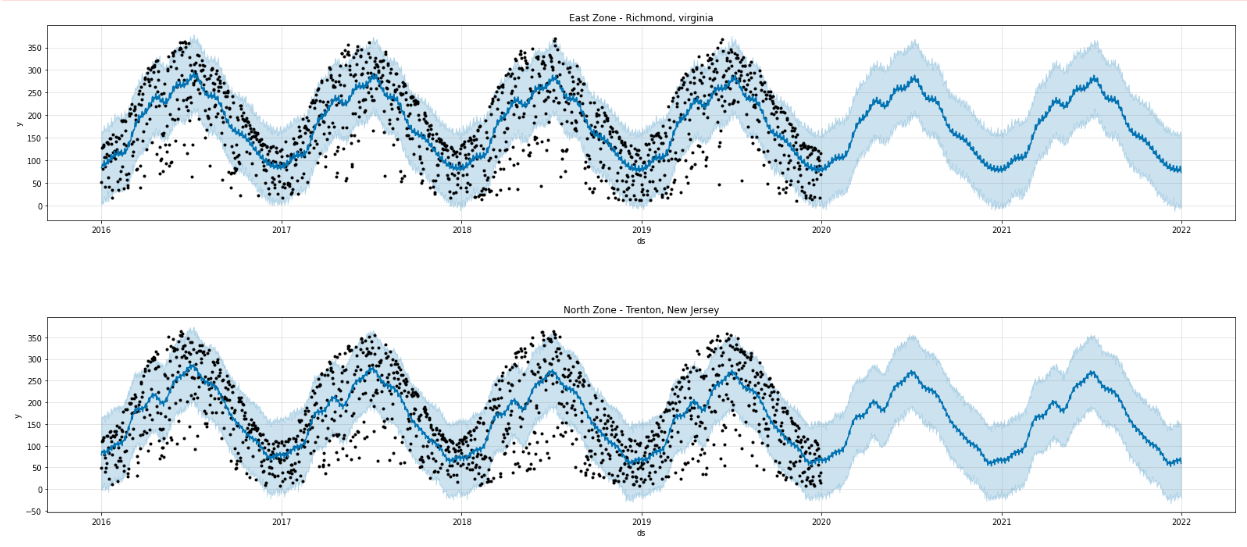 East Zone - Richmond, virginia
350
300
250
200
150
100
50
0
y
2016 2017 2018 2019 2020 2021 2022
ds
North Zone - Trenton, New Jersey
350
300
250
200
150
100
50
0
−50
y
2016 2017 2018 2019 2020 2021 2022
ds